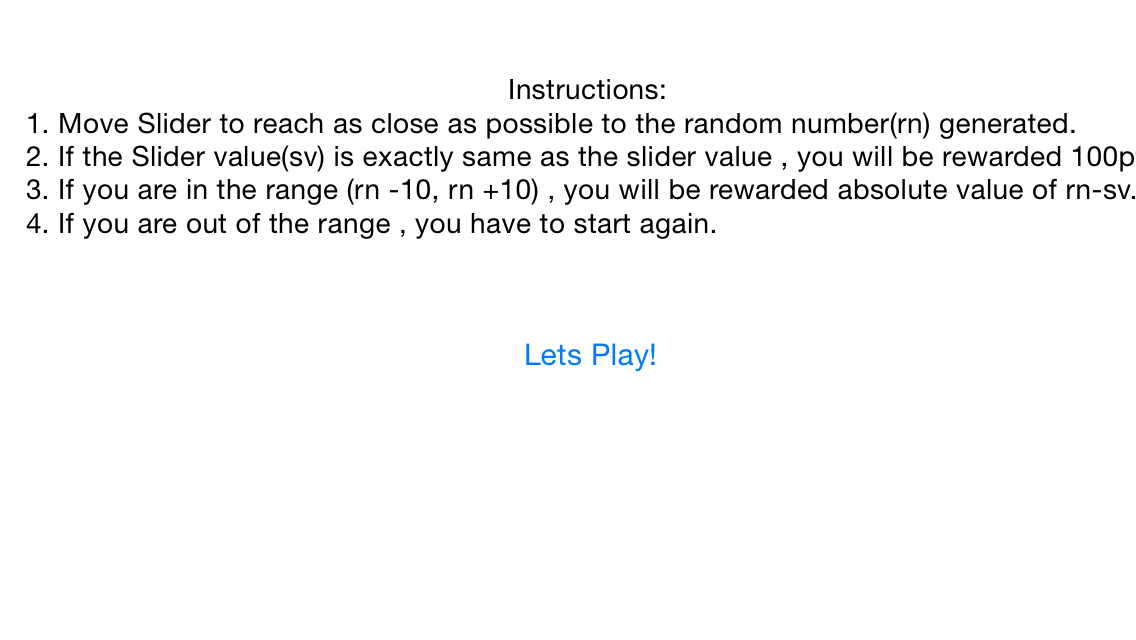 Instructions:
1. Move Slider to reach as close as possible to the random number(rn) generated.
2. If the Slider value(sv) is exactly same as the slider value , you will be rewarded 100p
3. If you are in the range (rn -10, rn +10) , you will be rewarded absolute value of rn-sv.
4. If you are out of the range , you have to start again.
Lets Play!